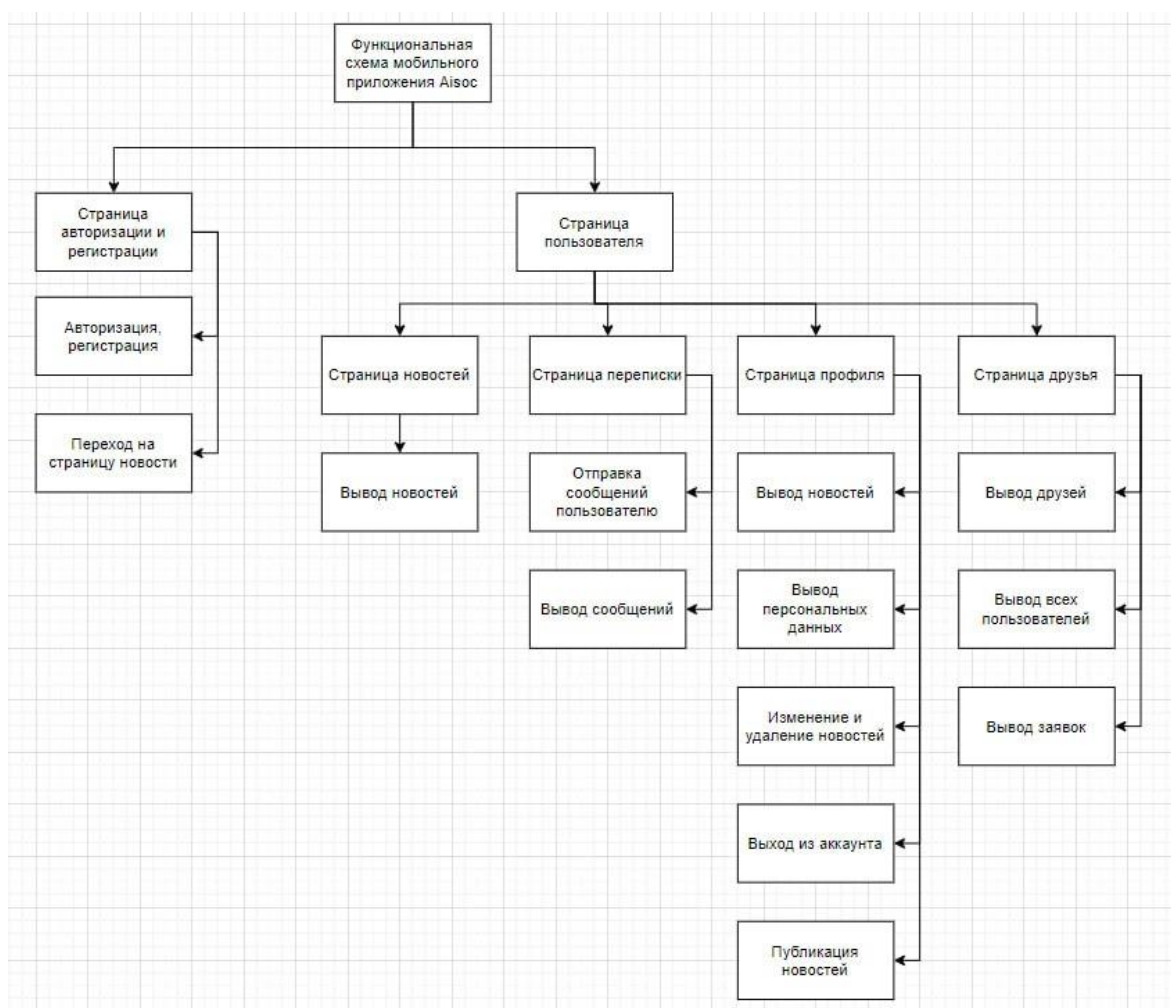 Функциональная
схема мобильного
приложения Aisoc
Страница
авторизации и
регистрации
Страница
пользователя
Авторизация,
регистрация
Страница новостей
Страница переписки
Страница профиля
Страница друзья
Переход на
страницу новости
Вывод новостей
Отправка
сообщений
пользователю
Вывод новостей
Вывод друзей
Вывод сообщений
Вывод
персональных
данных
Вывод всех
пользователей
Изменение и
удаление новостей
Вывод заявок
Выход из аккаунта
Публикация
новостей